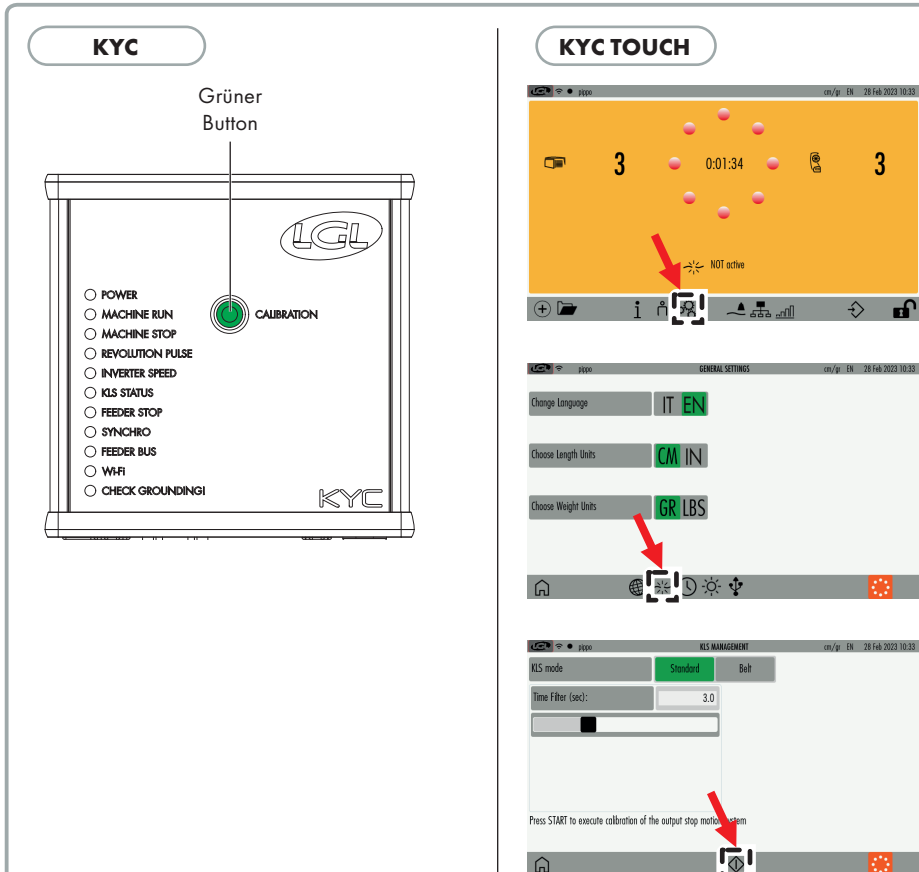 KYC
Grüner
Button
LGL
POWER
MACHINE RUN
MACHINE STOP
REVOLUTION PULSE
INVERTER SPEED
KLS STATUS
FEEDER STOP
SYNCHRO
FEEDER BUS
Wi-Fi
CHECK GROUNDING!
CALIBRATION
KYC
KYC TOUCH
LGL pippo cm/gr EN 28 Feb 2023 10:33
3 0:01:34 3
NOT active
LGL pippo GENERAL SETTINGS cm/gr EN 28 Feb 2023 10:33
Change Language IT EN
Choose Length Units CM IN
Choose Weight Units GR LBS
LGL pippo KLS MANAGEMENT cm/gr EN 28 Feb 2023 10:33
KLS mode Standard Belt
Time Filter (sec): 3.0
Press START to execute calibration of the output stop motion system